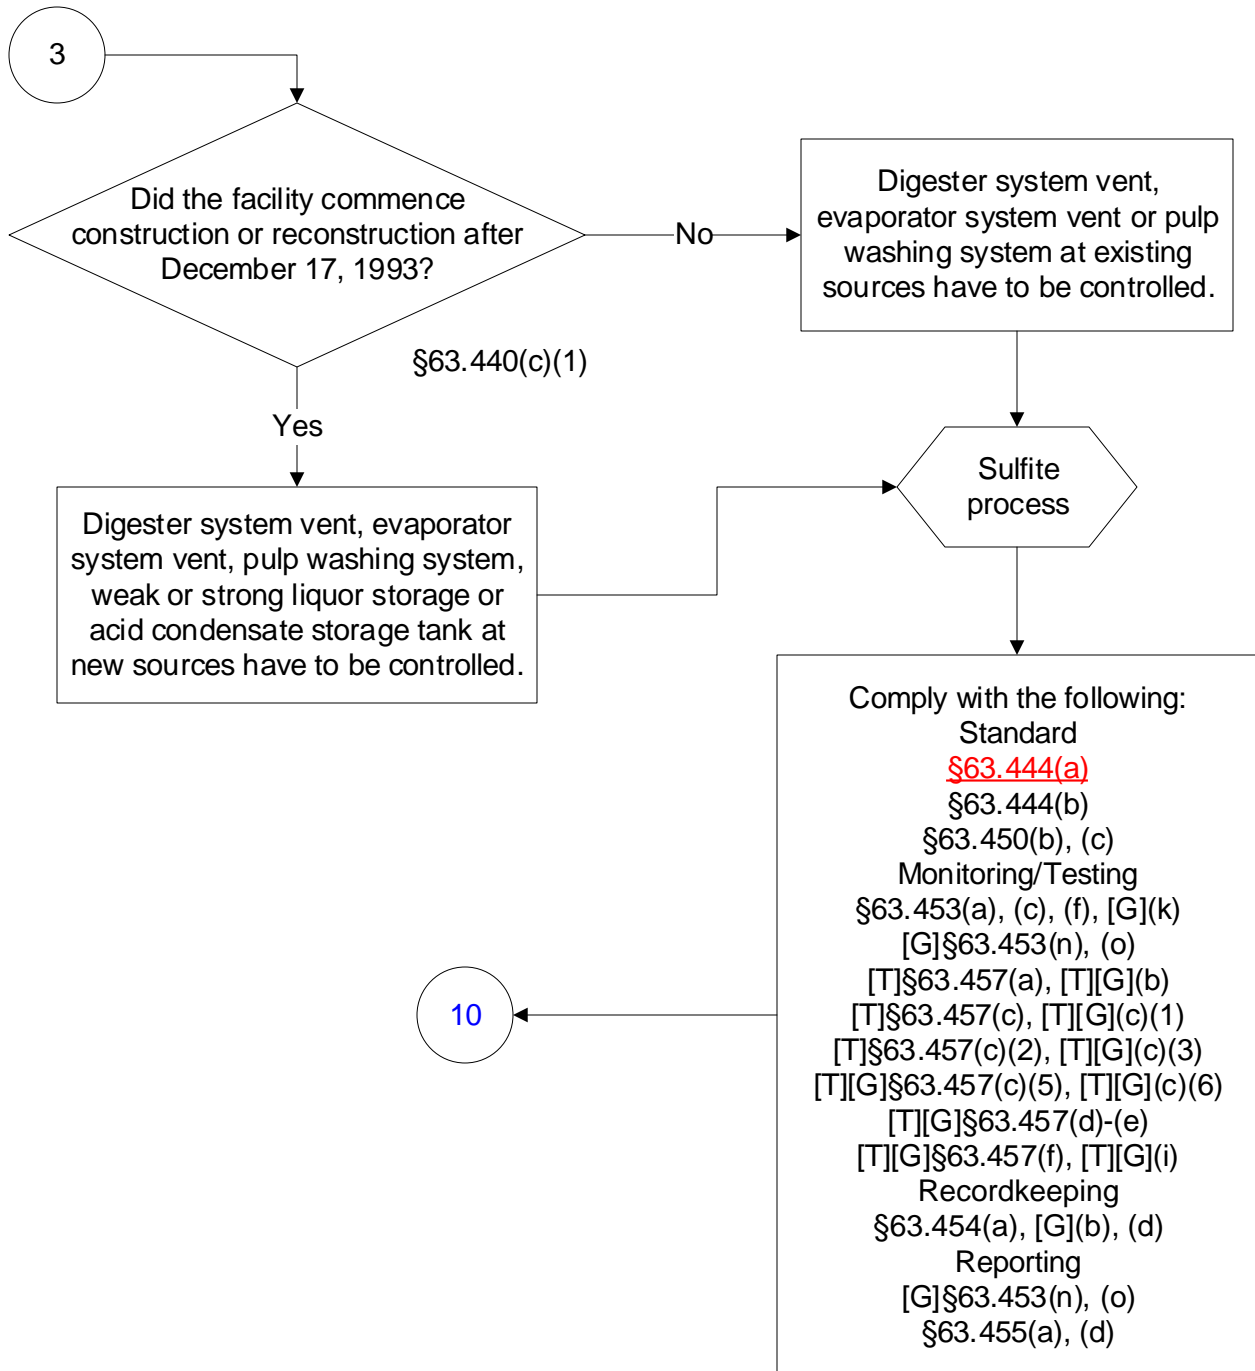 3
Did the facility commence
construction or reconstruction after
December 17, 1993?
No
Digester system vent,
evaporator system vent or pulp
washing system at existing
sources have to be controlled.
§63.440(c)(1)
Yes
Digester system vent, evaporator
system vent, pulp washing system,
weak or strong liquor storage or
acid condensate storage tank at
new sources have to be controlled.
Sulfite
process
Comply with the following:
Standard
§63.444(a)
§63.444(b)
§63.450(b), (c)
Monitoring/Testing
§63.453(a), (c), (f), [G](k)
[G]§63.453(n), (o)
[T]§63.457(a), [T][G](b)
[T]§63.457(c), [T][G](c)(1)
[T]§63.457(c)(2), [T][G](c)(3)
[T][G]§63.457(c)(5), [T][G](c)(6)
[T][G]§63.457(d)-(e)
[T][G]§63.457(f), [T][G](i)
Recordkeeping
§63.454(a), [G](b), (d)
Reporting
[G]§63.453(n), (o)
§63.455(a), (d)
10